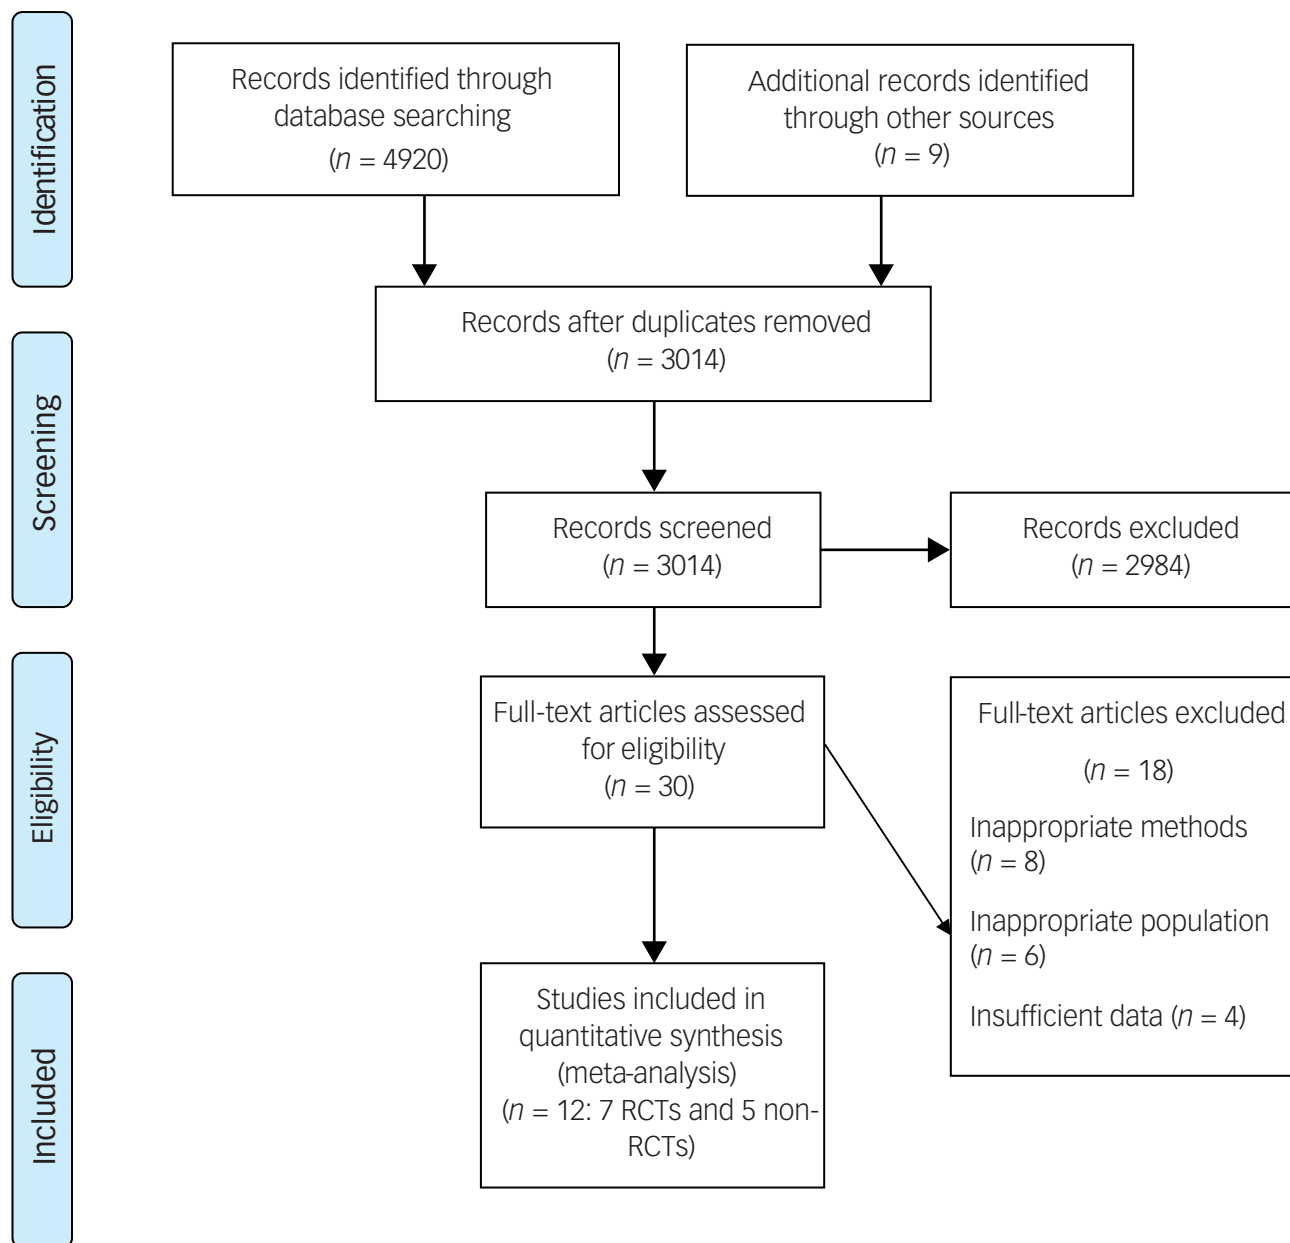 Identification
Records identified through
database searching
(n = 4920)
Additional records identified
through other sources
(n = 9)
Records after duplicates removed
(n = 3014)
Screening
Records screened
(n = 3014)
Records excluded
(n = 2984)
Eligibility
Full-text articles assessed
for eligibility
(n = 30)
Full-text articles excluded
(n = 18)
Inappropriate methods
(n = 8)
Inappropriate population
(n = 6)
Insufficient data (n = 4)
Included
Studies included in
quantitative synthesis
(meta-analysis)
(n = 12: 7 RCTs and 5 non-
RCTs)